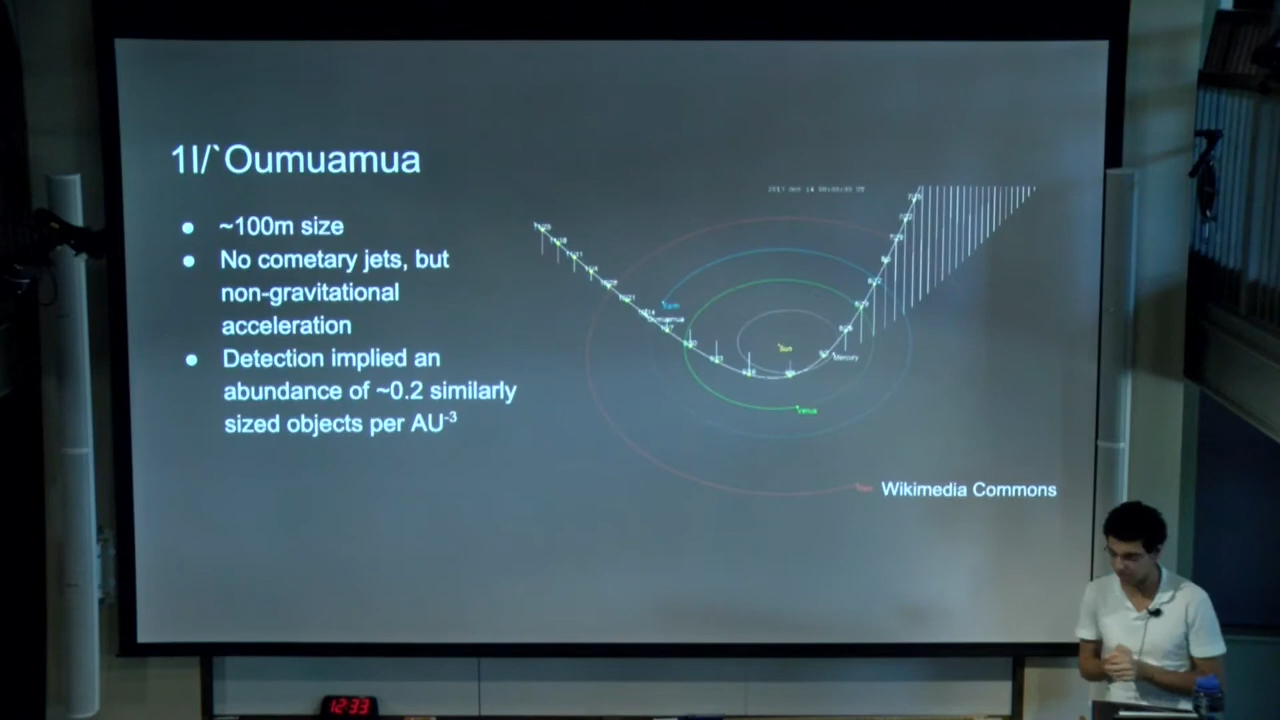 1I/`Oumuamua
● ~100m size
● No cometary jets, but
non-gravitational
acceleration
● Detection implied an
abundance of ~0.2 similarly
sized objects per AU-3
Sun
Mercury
Venus
Wikimedia Commons
12:33